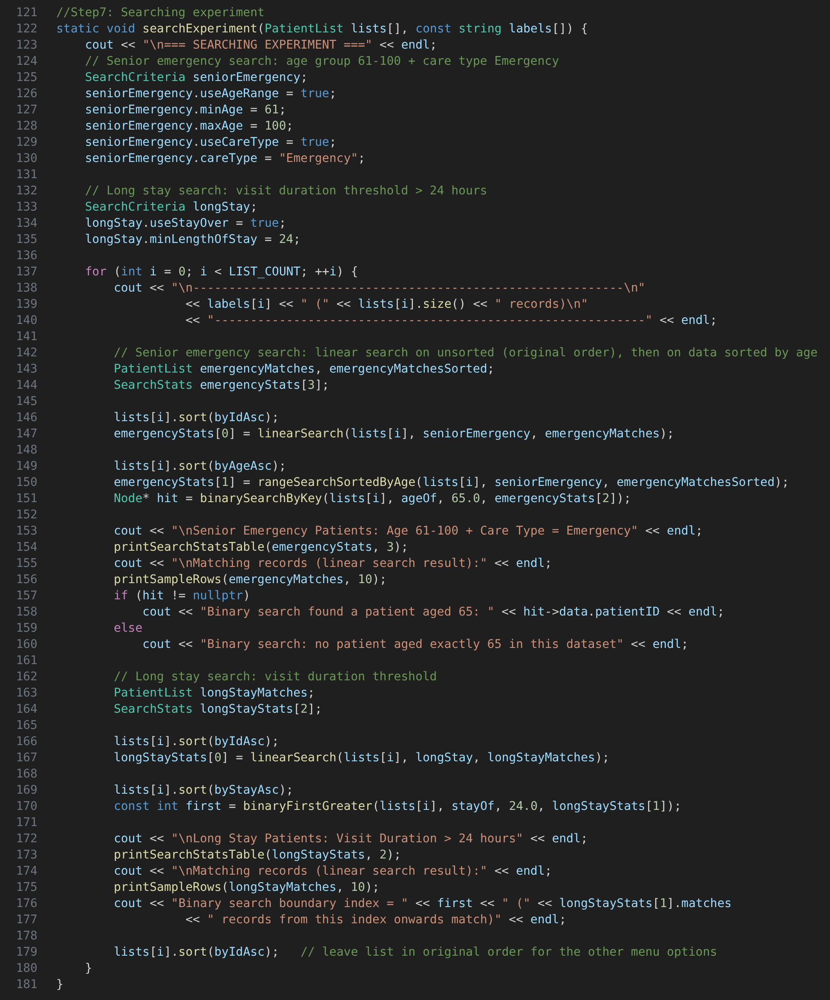 121 //Step7: Searching experiment
122 static void searchExperiment(PatientList lists[], const string labels[]) {
123     cout << "\n=== SEARCHING EXPERIMENT ===" << endl;
124     // Senior emergency search: age group 61-100 + care type Emergency
125     SearchCriteria seniorEmergency;
126     seniorEmergency.useAgeRange = true;
127     seniorEmergency.minAge = 61;
128     seniorEmergency.maxAge = 100;
129     seniorEmergency.useCareType = true;
130     seniorEmergency.careType = "Emergency";
131
132     // Long stay search: visit duration threshold > 24 hours
133     SearchCriteria longStay;
134     longStay.useStayOver = true;
135     longStay.minLengthOfStay = 24;
136
137     for (int i = 0; i < LIST_COUNT; ++i) {
138         cout << "\n------------------------------------------------------------\n"
139                   << labels[i] << " (" << lists[i].size() << " records)\n"
140                   << "------------------------------------------------------------" << endl;
141
142         // Senior emergency search: linear search on unsorted (original order), then on data sorted by age
143         PatientList emergencyMatches, emergencyMatchesSorted;
144         SearchStats emergencyStats[3];
145
146         lists[i].sort(byIdAsc);
147         emergencyStats[0] = linearSearch(lists[i], seniorEmergency, emergencyMatches);
148
149         lists[i].sort(byAgeAsc);
150         emergencyStats[1] = rangeSearchSortedByAge(lists[i], seniorEmergency, emergencyMatchesSorted);
151         Node* hit = binarySearchByKey(lists[i], ageOf, 65.0, emergencyStats[2]);
152
153         cout << "\nSenior Emergency Patients: Age 61-100 + Care Type = Emergency" << endl;
154         printSearchStatsTable(emergencyStats, 3);
155         cout << "\nMatching records (linear search result):" << endl;
156         printSampleRows(emergencyMatches, 10);
157         if (hit != nullptr)
158             cout << "Binary search found a patient aged 65: " << hit->data.patientID << endl;
159         else
160             cout << "Binary search: no patient aged exactly 65 in this dataset" << endl;
161
162         // Long stay search: visit duration threshold
163         PatientList longStayMatches;
164         SearchStats longStayStats[2];
165
166         lists[i].sort(byIdAsc);
167         longStayStats[0] = linearSearch(lists[i], longStay, longStayMatches);
168
169         lists[i].sort(byStayAsc);
170         const int first = binaryFirstGreater(lists[i], stayOf, 24.0, longStayStats[1]);
171
172         cout << "\nLong Stay Patients: Visit Duration > 24 hours" << endl;
173         printSearchStatsTable(longStayStats, 2);
174         cout << "\nMatching records (linear search result):" << endl;
175         printSampleRows(longStayMatches, 10);
176         cout << "Binary search boundary index = " << first << " (" << longStayStats[1].matches
177                   << " records from this index onwards match)" << endl;
178
179         lists[i].sort(byIdAsc);   // leave list in original order for the other menu options
180     }
181 }